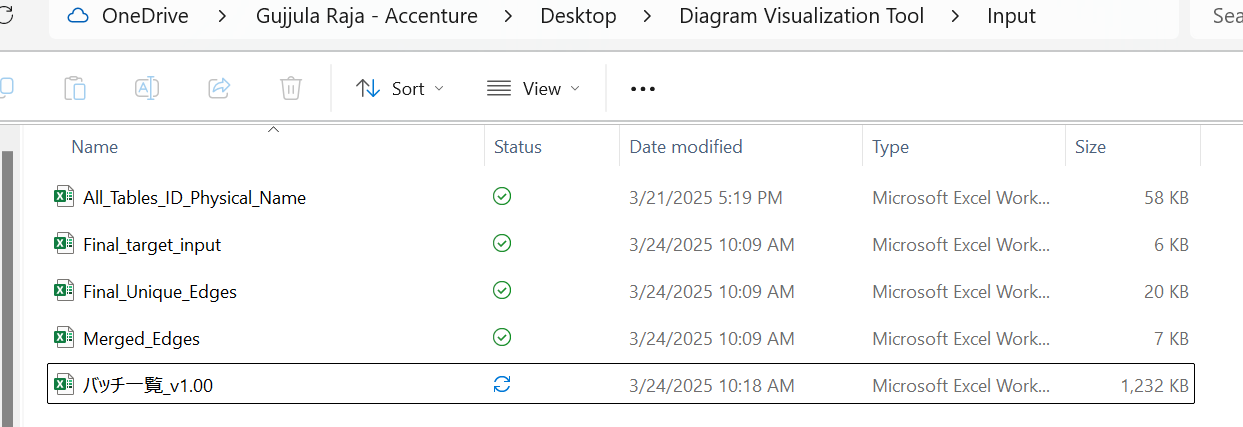 OneDrive > Gujjula Raja - Accenture > Desktop > Diagram Visualization Tool > Input Sea
Sort View
Name Status Date modified Type Size
All_Tables_ID_Physical_Name 3/21/2025 5:19 PM Microsoft Excel Work... 58 KB
Final_target_input 3/24/2025 10:09 AM Microsoft Excel Work... 6 KB
Final_Unique_Edges 3/24/2025 10:09 AM Microsoft Excel Work... 20 KB
Merged_Edges 3/24/2025 10:09 AM Microsoft Excel Work... 7 KB
バッチ一覧_v1.00 3/24/2025 10:18 AM Microsoft Excel Work... 1,232 KB